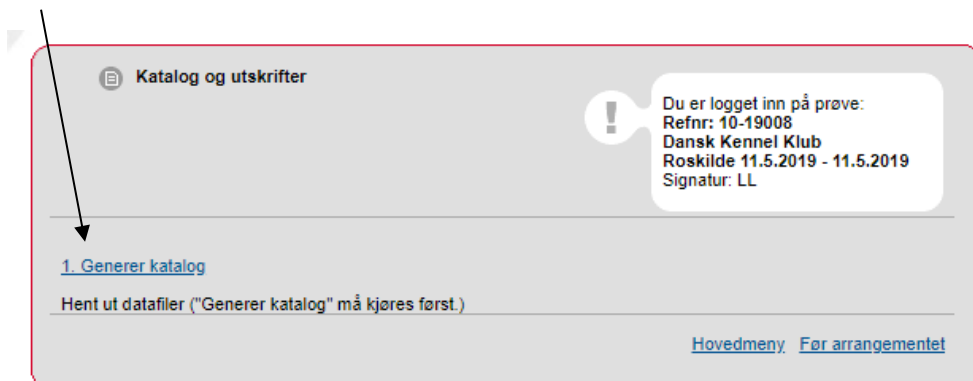 Katalog og utskrifter
Du er logget inn på prøve:
Refnr: 10-19008
Dansk Kennel Klub
Roskilde 11.5.2019 - 11.5.2019
Signatur: LL
1. Generer katalog
Hent ut datafiler ("Generer katalog" må kjøres først.)
Hovedmeny Før arrangementet